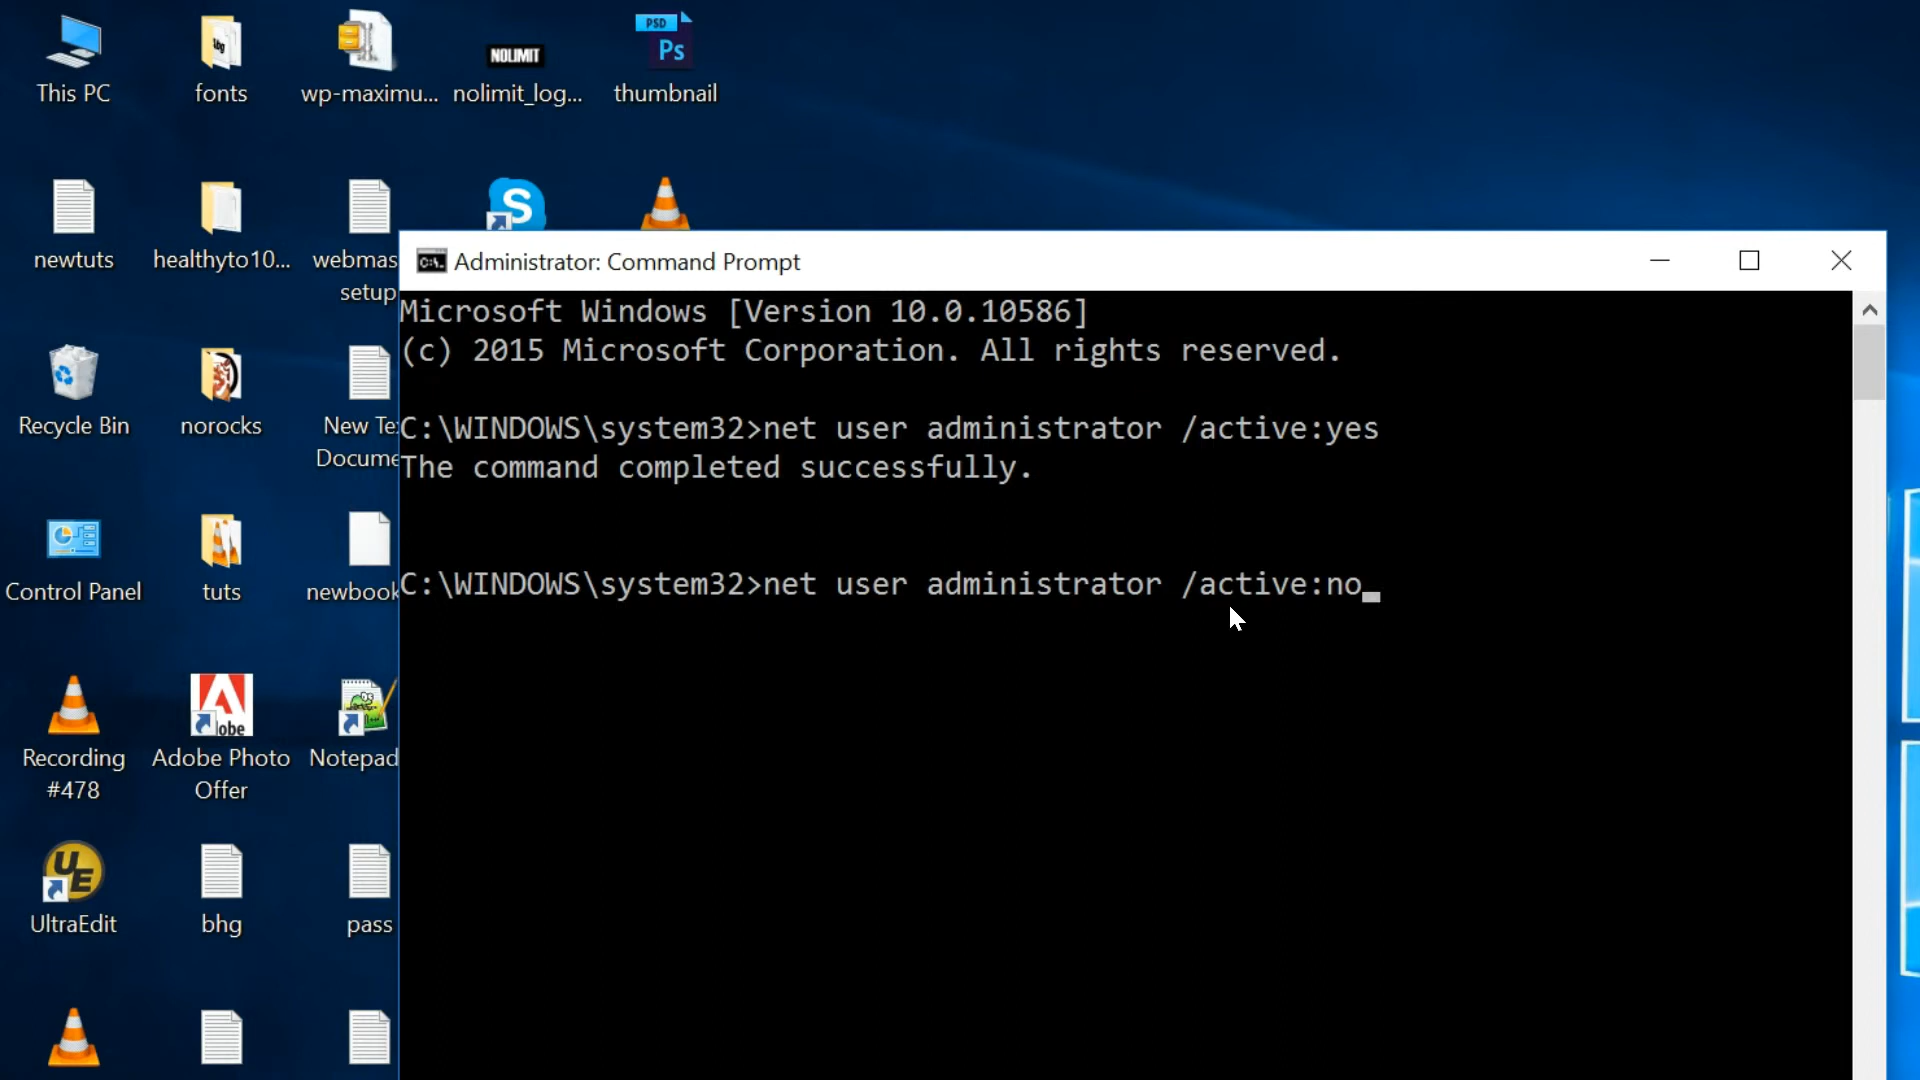 This PC
fonts
wp-maximu...
NOLIMIT
nolimit_log...
PSD
Ps
thumbnail
newtuts
healthyto10...
webmas
setup
S
Administrator: Command Prompt
Microsoft Windows [Version 10.0.10586]
(c) 2015 Microsoft Corporation. All rights reserved.
C:\WINDOWS\system32>net user administrator /active:yes
The command completed successfully.
C:\WINDOWS\system32>net user administrator /active:no
Recycle Bin
norocks
New Te
Docume
Control Panel
tuts
newbook
Recording
#478
Adobe
Adobe Photo
Offer
Notepad
UE
UltraEdit
bhg
pass